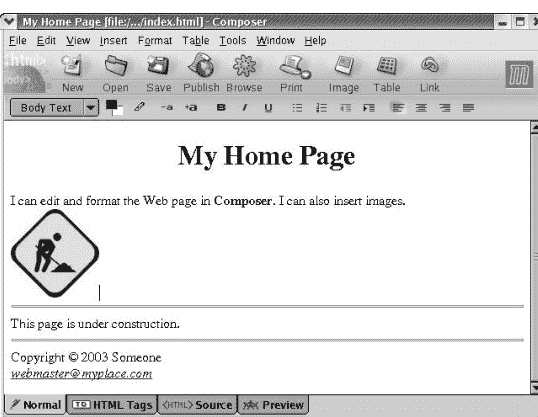 My Home Page [file:/.../index.html] - Composer
File Edit View Insert Format Table Tools Window Help
New Open Save Publish Browse Print Image Table Link
Body Text -a +a B I U
My Home Page
I can edit and format the Web page in Composer. I can also insert images.
This page is under construction.
Copyright © 2003 Someone
webmaster@myplace.com
Normal TD HTML Tags <HTML> Source Preview